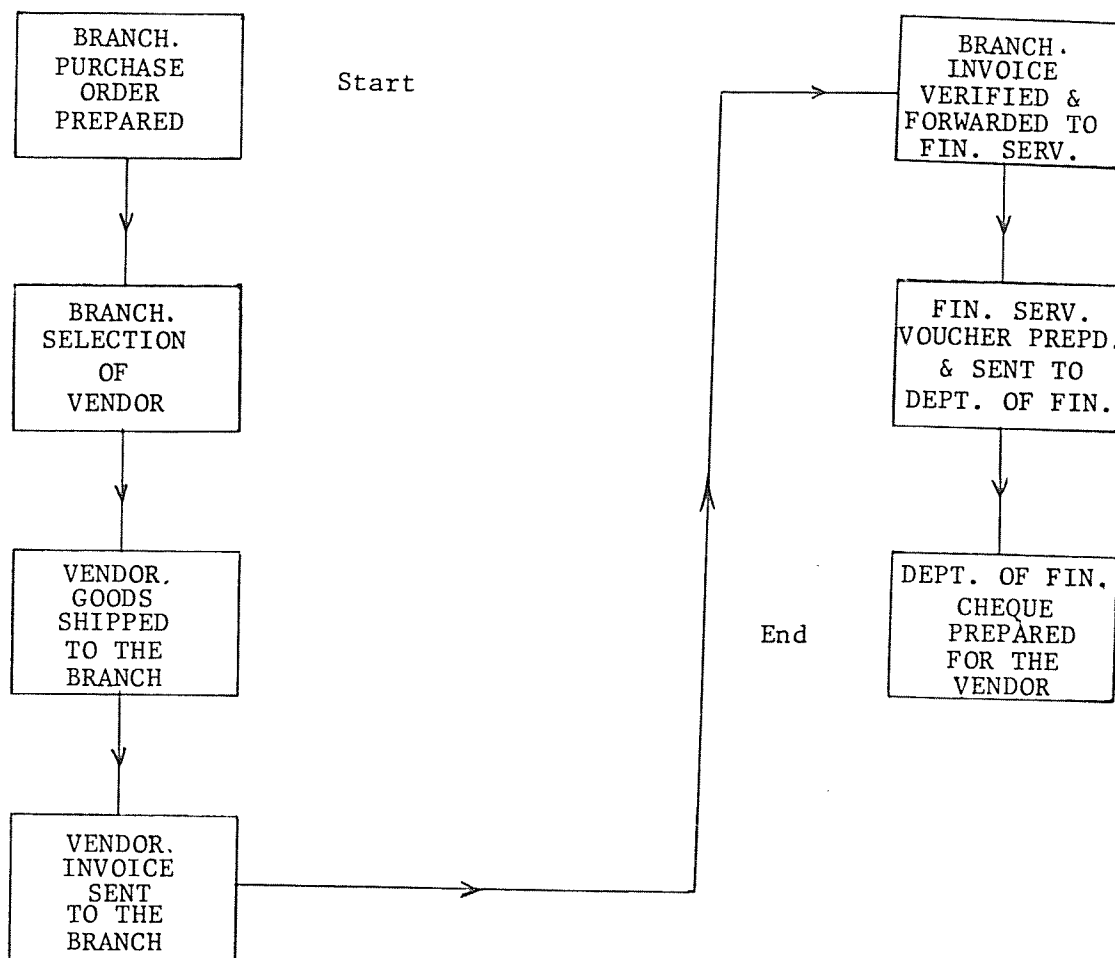 BRANCH.
PURCHASE
ORDER
PREPARED
Start
BRANCH.
SELECTION
OF
VENDOR
VENDOR.
GOODS
SHIPPED
TO THE
BRANCH
VENDOR.
INVOICE
SENT
TO THE
BRANCH
BRANCH.
INVOICE
VERIFIED &
FORWARDED TO
FIN. SERV.
FIN. SERV.
VOUCHER PREPD.
& SENT TO
DEPT. OF FIN.
End
DEPT. OF FIN.
CHEQUE
PREPARED
FOR THE
VENDOR